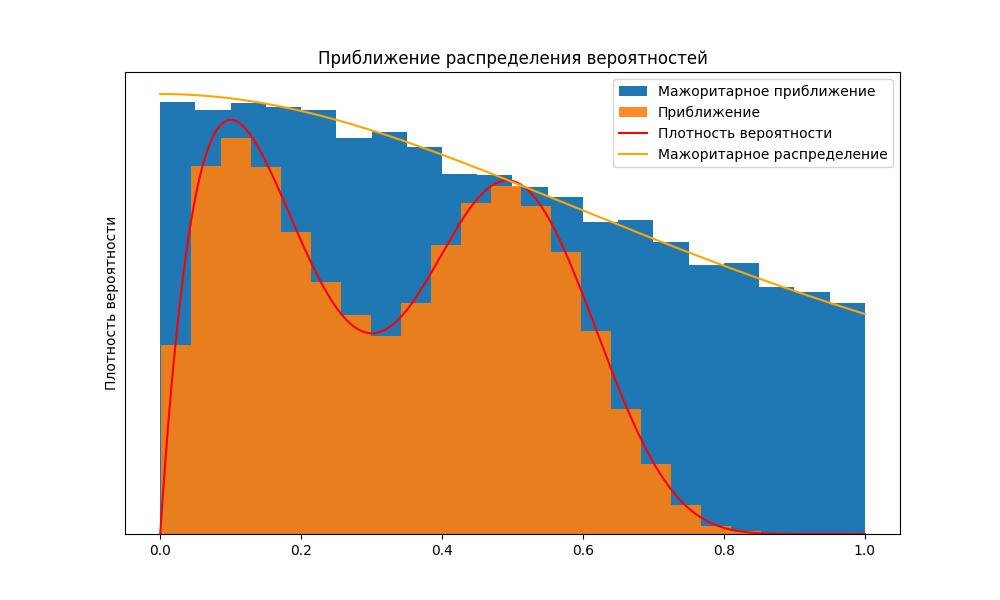 Приближение распределения вероятностей
Мажоритарное приближение
Приближение
Плотность вероятности
Мажоритарное распределение
Плотность вероятности
0.0
0.2
0.4
0.6
0.8
1.0